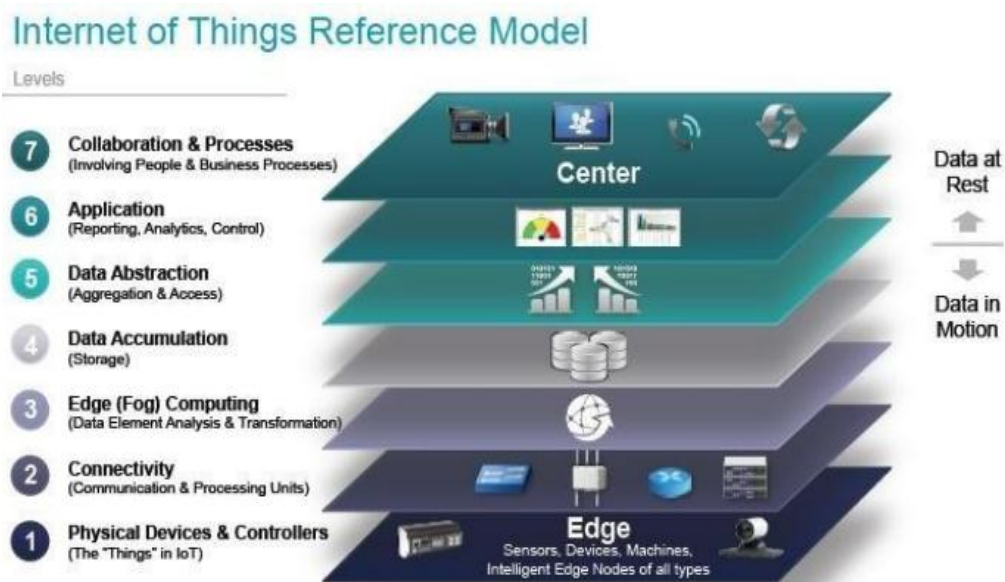 Internet of Things Reference Model
Levels
7
Collaboration & Processes
(Involving People & Business Processes)
6
Application
(Reporting, Analytics, Control)
5
Data Abstraction
(Aggregation & Access)
4
Data Accumulation
(Storage)
3
Edge (Fog) Computing
(Data Element Analysis & Transformation)
2
Connectivity
(Communication & Processing Units)
1
Physical Devices & Controllers
(The "Things" in IoT)
Center
Edge
Sensors, Devices, Machines,
Intelligent Edge Nodes of all types
Data at
Rest
Data in
Motion